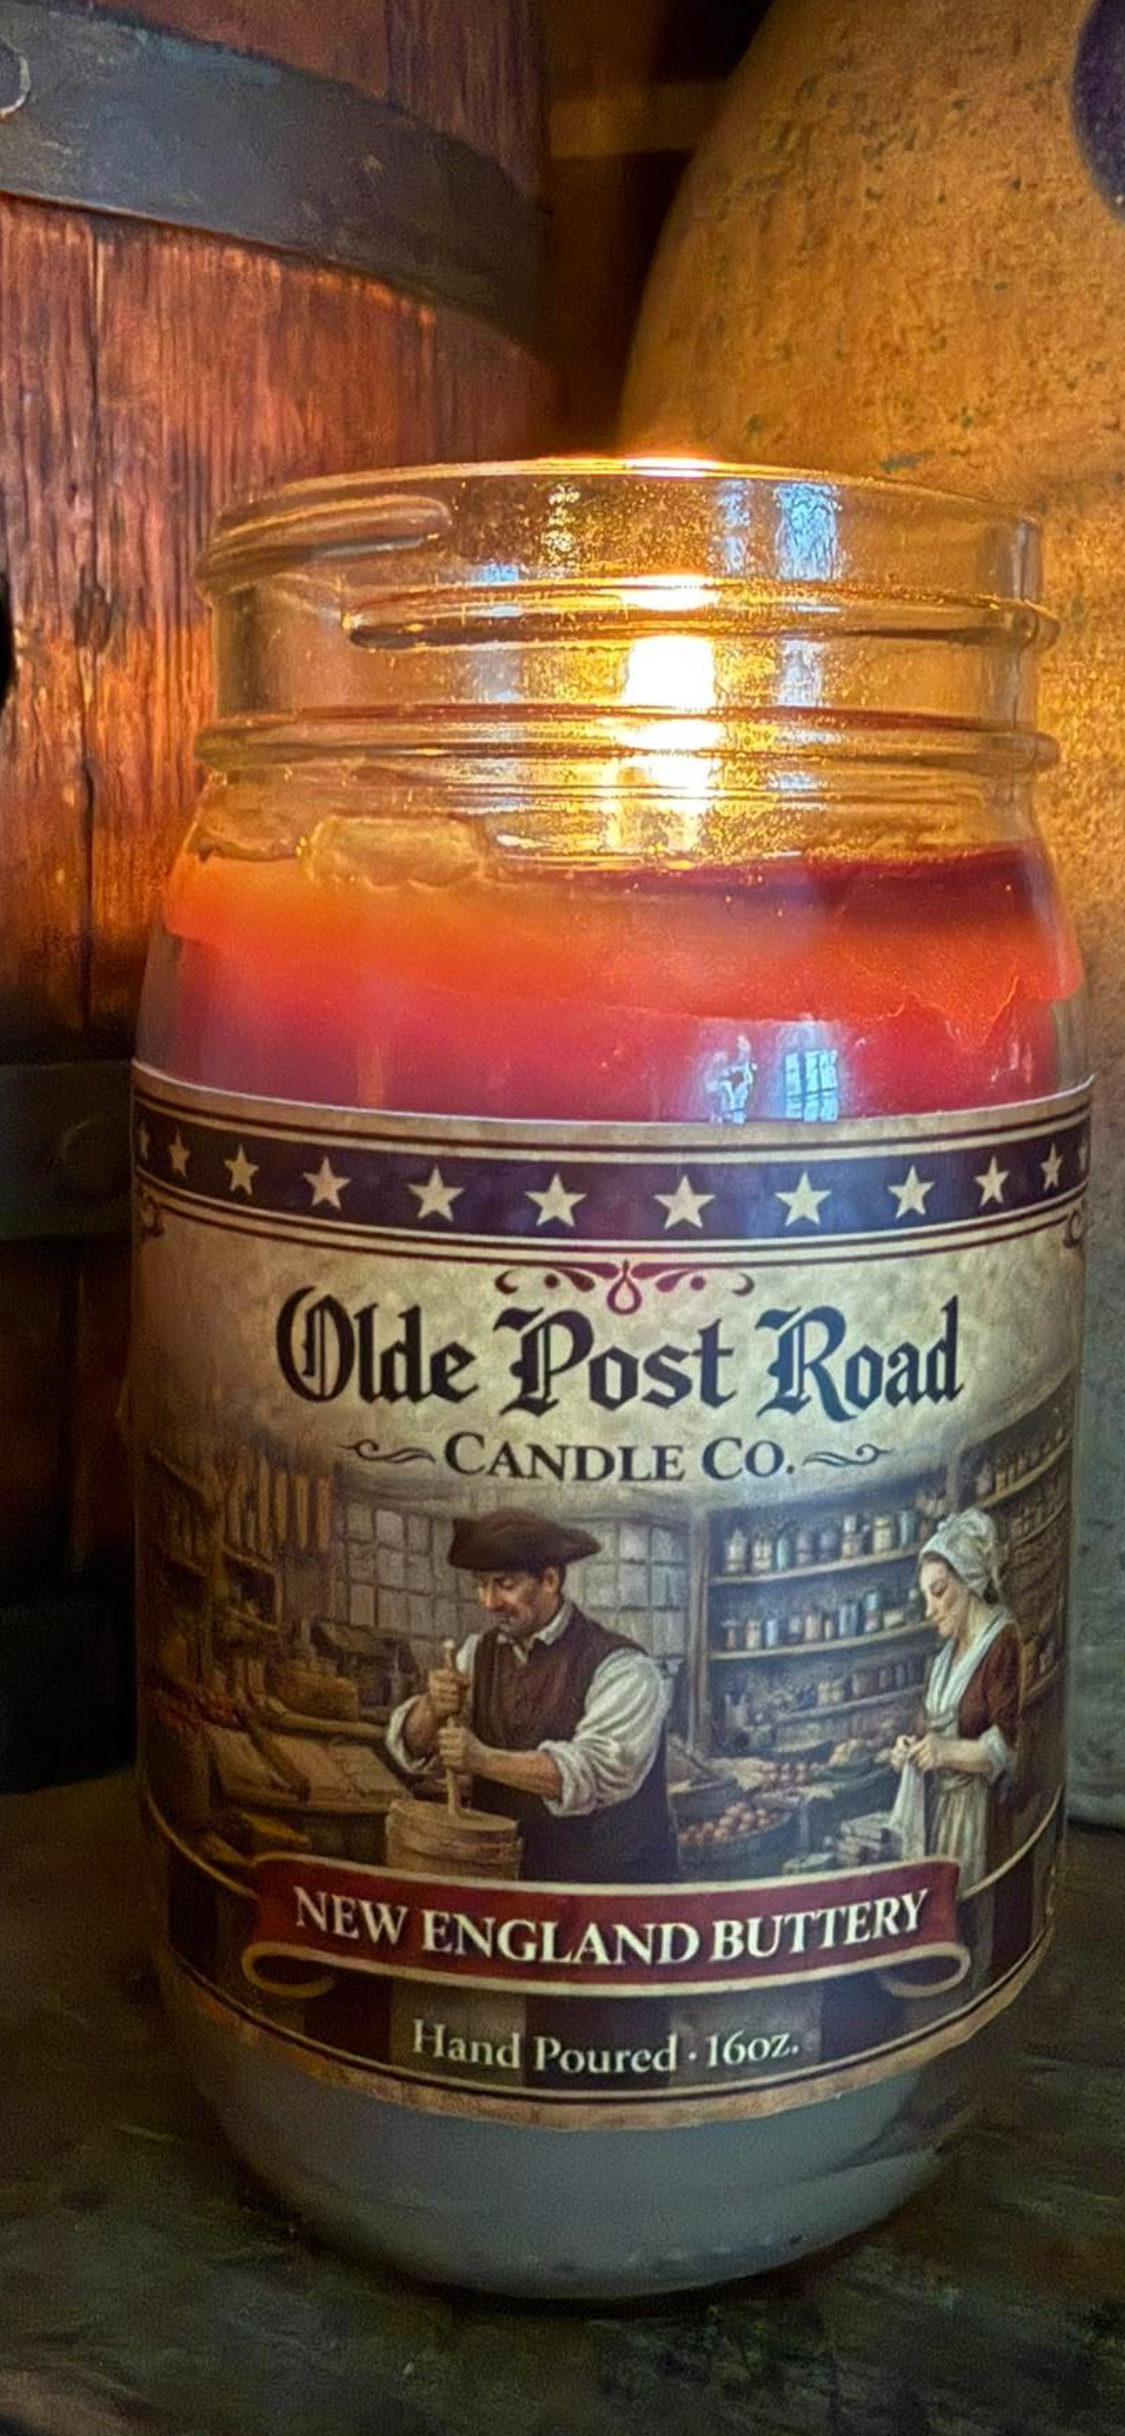 Olde Post Road
CANDLE CO.
NEW ENGLAND BUTTERY
Hand Poured · 16oz.